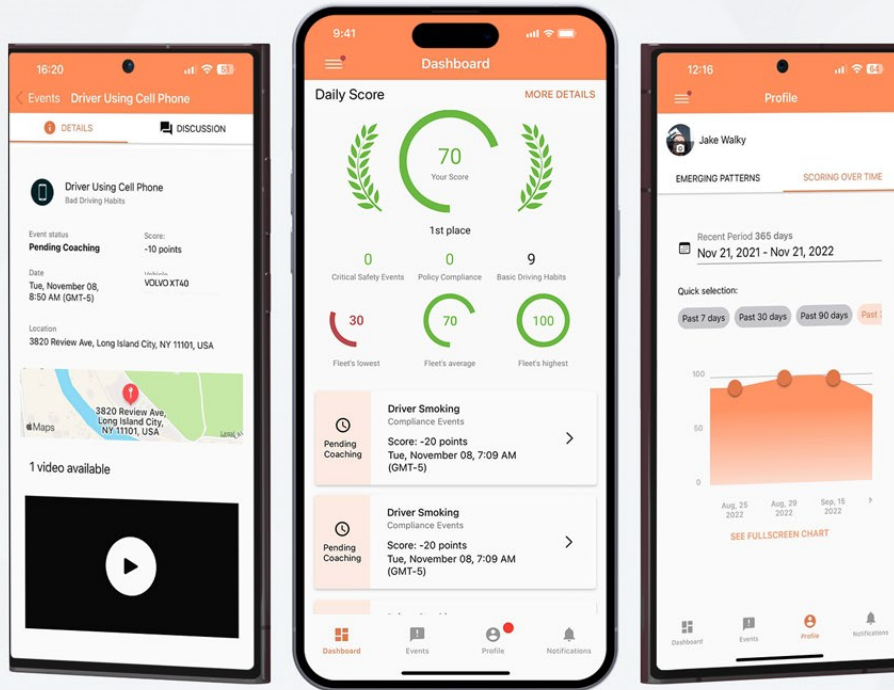 16:20
53
Events Driver Using Cell Phone
DETAILS
DISCUSSION
Driver Using Cell Phone
Bad Driving Habits
Event status
Pending Coaching
Score:
-10 points
Date
Tue, November 08,
8:50 AM (GMT-5)
Vehicle
VOLVO XT40
Location
3820 Review Ave, Long Island City, NY 11101, USA
3820 Review Ave,
Long Island City,
NY 11101, USA
Maps
Legal
1 video available
9:41
Dashboard
Daily Score
MORE DETAILS
70
Your Score
1st place
0
Critical Safety Events
0
Policy Compliance
9
Basic Driving Habits
30
Fleet's lowest
70
Fleet's average
100
Fleet's highest
Pending
Coaching
Driver Smoking
Compliance Events
Score: -20 points
Tue, November 08, 7:09 AM
(GMT-5)
Pending
Coaching
Driver Smoking
Compliance Events
Score: -20 points
Tue, November 08, 7:09 AM
(GMT-5)
Dashboard
Events
Profile
Notifications
12:16
64
Profile
Jake Walky
EMERGING PATTERNS
SCORING OVER TIME
Recent Period 365 days
Nov 21, 2021 - Nov 21, 2022
Quick selection:
Past 7 days
Past 30 days
Past 90 days
Past
100
50
0
Aug, 25
2022
Aug, 29
2022
Sep, 15
2022
SEE FULLSCREEN CHART
Dashboard
Events
Profile
Notifications